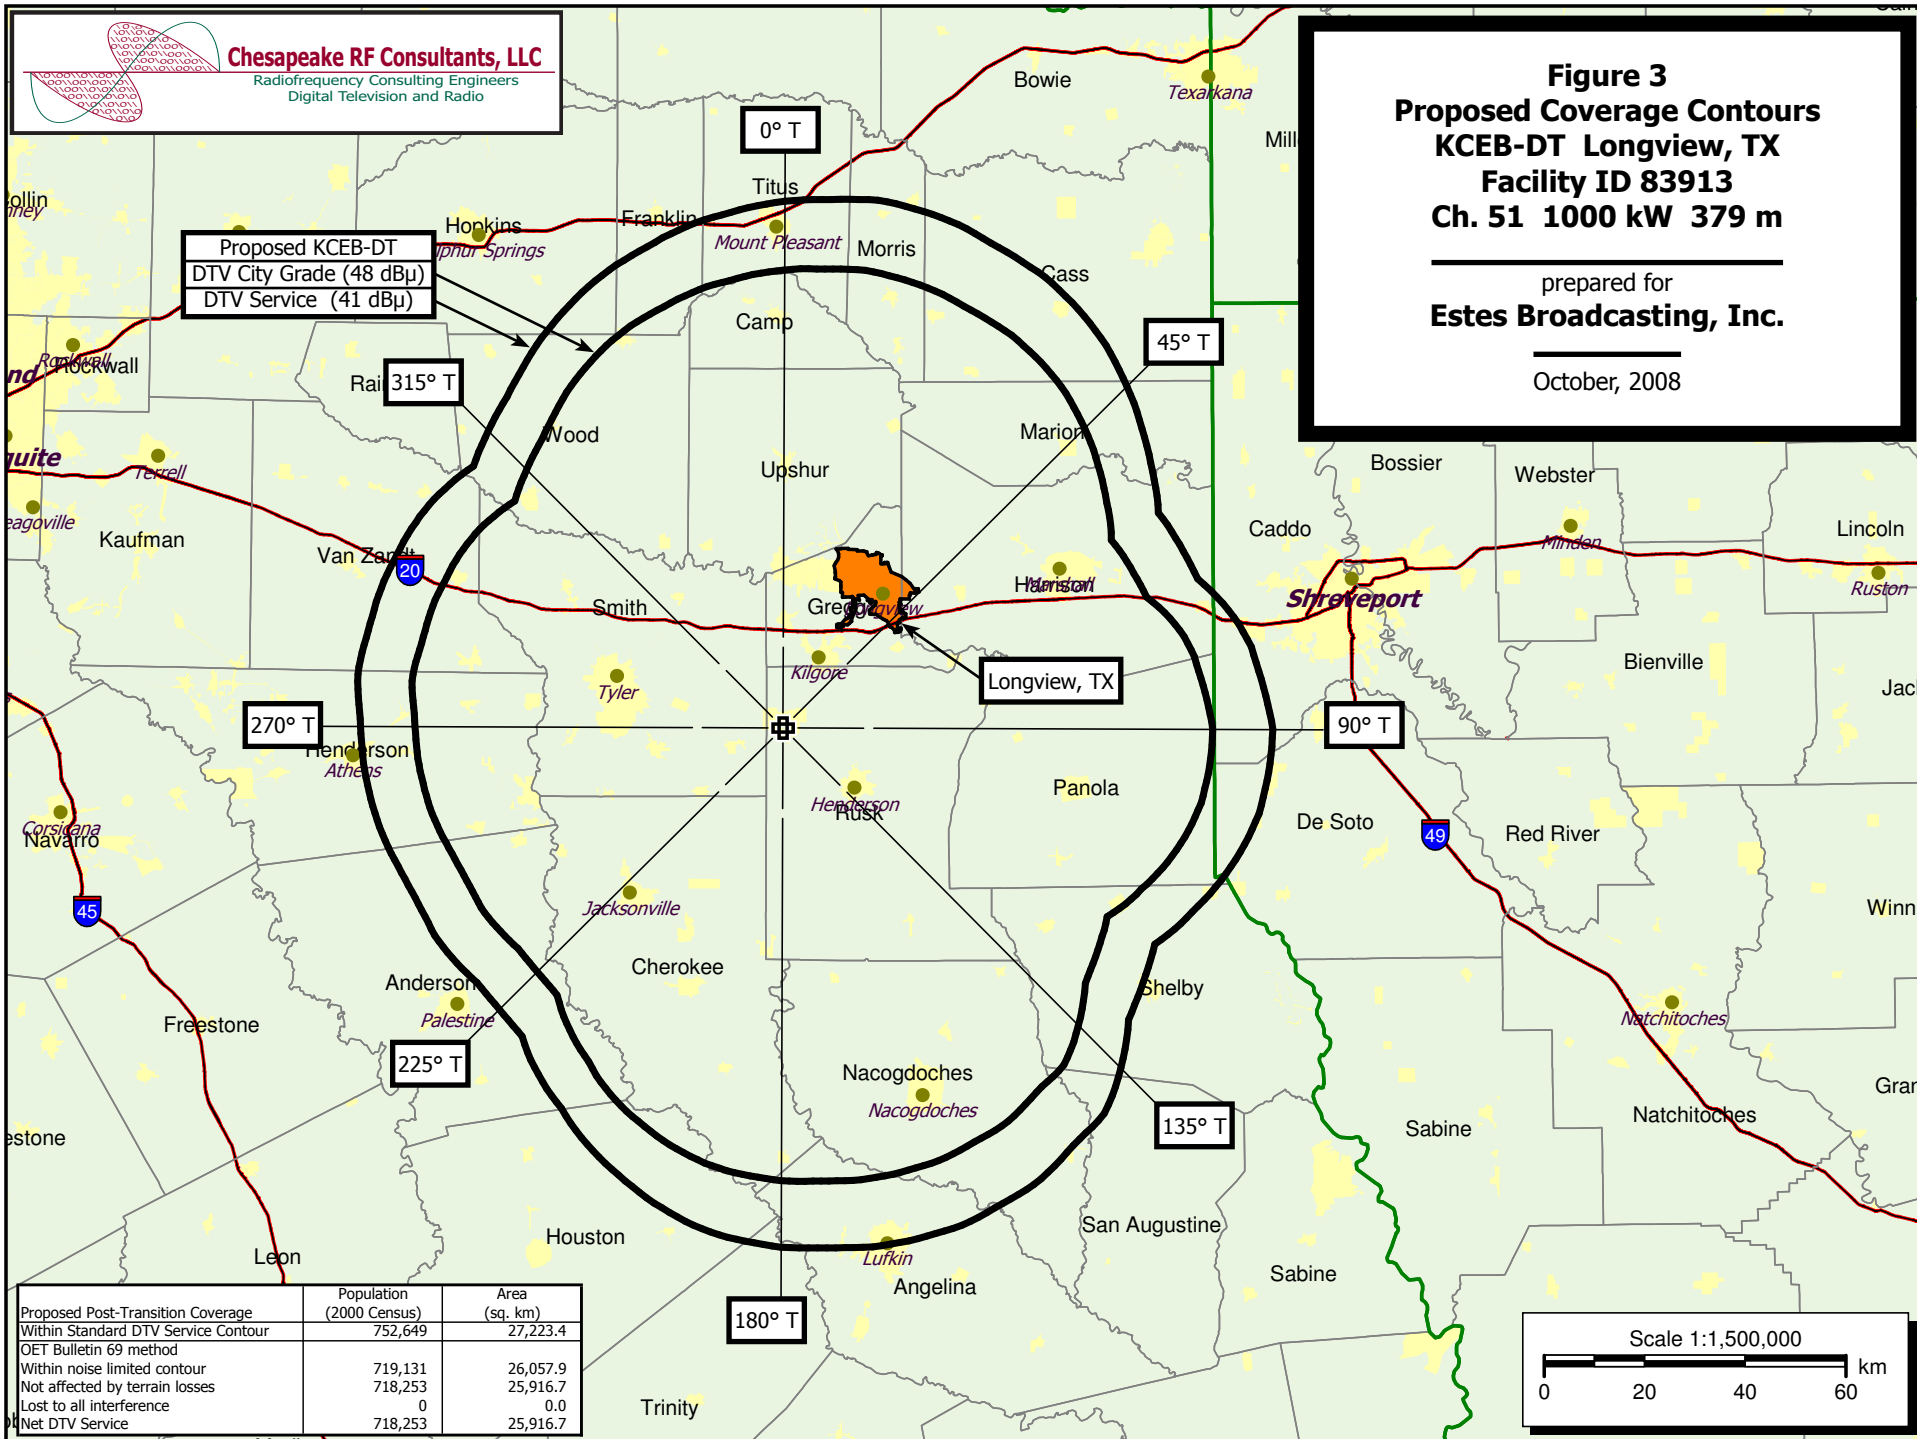 Chesapeake RF Consultants, LLC
Radiofrequency Consulting Engineers
Digital Television and Radio
Figure 3
Proposed Coverage Contours
KCEB-DT Longview, TX
Facility ID 83913
Ch. 51 1000 kW 379 m
prepared for
Estes Broadcasting, Inc.
October, 2008
Proposed KCEB-DT
DTV City Grade (48 dBµ)
DTV Service (41 dBµ)
0° T
45° T
90° T
135° T
180° T
225° T
270° T
315° T
Longview, TX
Bowie
Texarkana
Titus
Franklin
Hopkins
Mount Pleasant
Morris
Cass
Camp
Rockwall
Rockwall
Wood
Marion
Upshur
Terrell
Kaufman
Van Zandt
20
Smith
Harrison
Marshall
Caddo
Bossier
Webster
Minden
Lincoln
Ruston
Shreveport
Kilgore
Tyler
Bienville
Henderson
Athens
Henderson
Rusk
Panola
De Soto
49
Red River
Corsicana
Navarro
45
Jacksonville
Cherokee
Anderson
Palestine
Freestone
Shelby
Natchitoches
Nacogdoches
Nacogdoches
Natchitoches
Sabine
San Augustine
Sabine
Houston
Leon
Lufkin
Angelina
Trinity
Proposed Post-Transition Coverage Population (2000 Census) Area (sq. km)
Within Standard DTV Service Contour 752,649 27,223.4
OET Bulletin 69 method
Within noise limited contour 719,131 26,057.9
Not affected by terrain losses 718,253 25,916.7
Lost to all interference 0 0.0
Net DTV Service 718,253 25,916.7
Scale 1:1,500,000
0 20 40 60 km